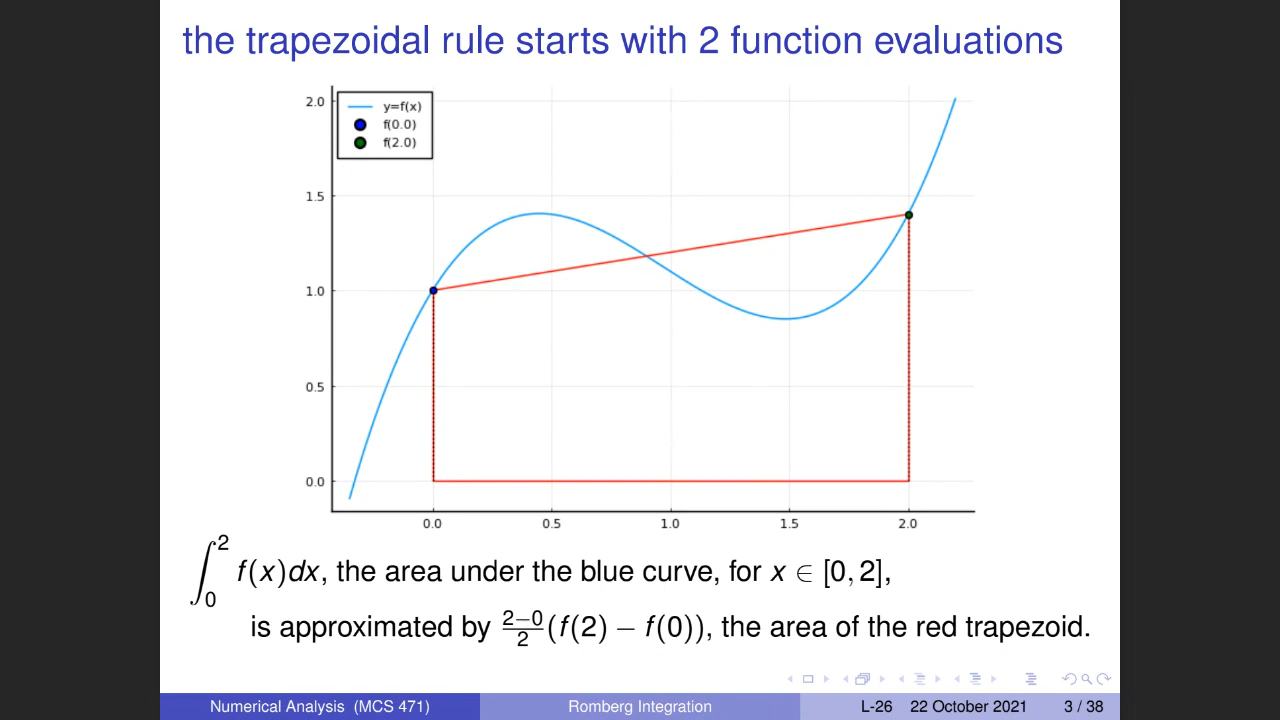 the trapezoidal rule starts with 2 function evaluations
y=f(x)
f(0.0)
f(2.0)
2.0
1.5
1.0
0.5
0.0
0.0 0.5 1.0 1.5 2.0
∫₀² f(x)dx, the area under the blue curve, for x ∈ [0, 2],
is approximated by (2−0)/2 (f(2) − f(0)), the area of the red trapezoid.
Numerical Analysis (MCS 471) Romberg Integration L-26 22 October 2021 3 / 38